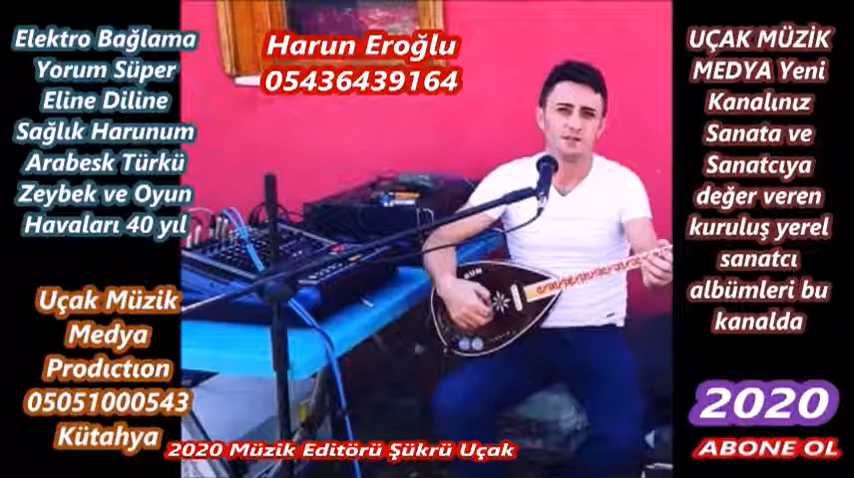 Elektro Bağlama
Yorum Süper
Eline Diline
Sağlık Harunum
Arabesk Türkü
Zeybek ve Oyun
Havaları 40 yıl
Uçak Müzik
Medya
Prodıctıon
05051000543
Kütahya
Harun Eroğlu
05436439164
2020 Müzik Editörü Şükrü Uçak
UÇAK MÜZİK
MEDYA Yeni
Kanalınız
Sanata ve
Sanatcıya
değer veren
kuruluş yerel
sanatcı
albümleri bu
kanalda
2020
ABONE OL